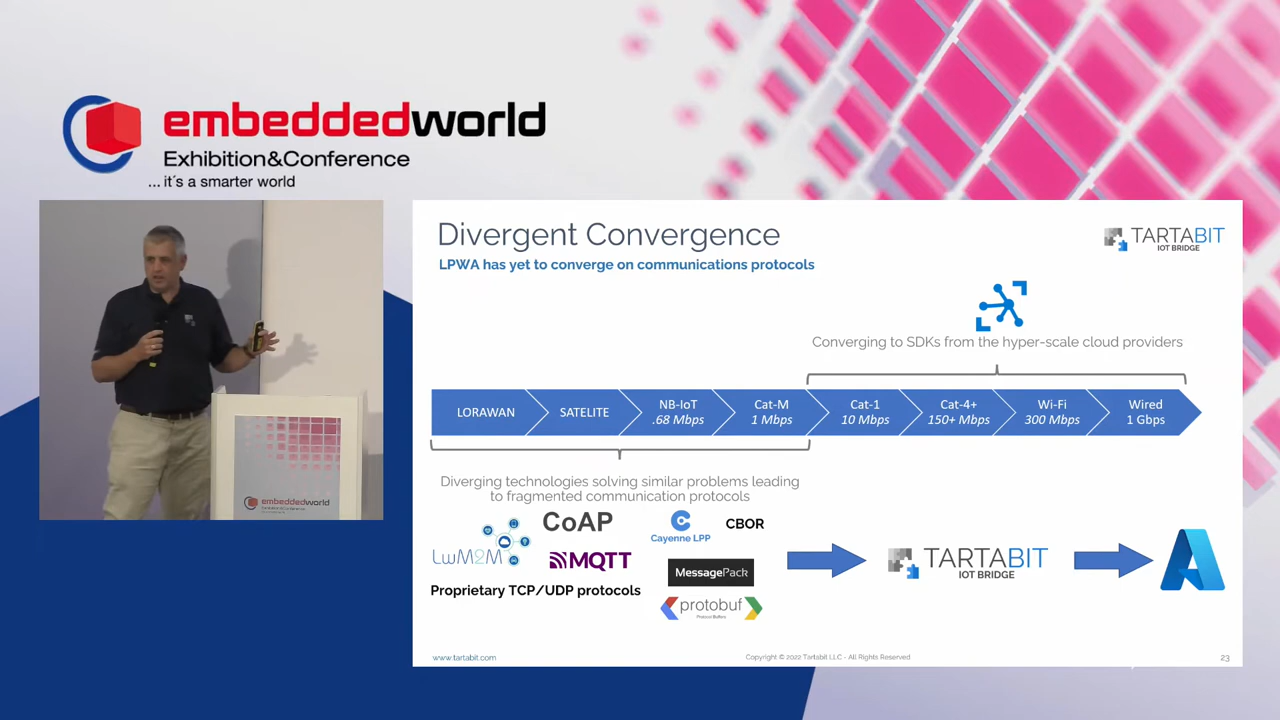 embeddedworld
Exhibition&Conference
...it´s a smarter world
Divergent Convergence
LPWA has yet to converge on communications protocols
TARTABIT
IOT BRIDGE
Converging to SDKs from the hyper-scale cloud providers
LORAWAN
SATELITE
NB-IoT
.68 Mbps
Cat-M
1 Mbps
Cat-1
10 Mbps
Cat-4+
150+ Mbps
Wi-Fi
300 Mbps
Wired
1 Gbps
Diverging technologies solving similar problems leading
to fragmented communication protocols
LWM2M
CoAP
MQTT
Proprietary TCP/UDP protocols
Cayenne LPP
CBOR
MessagePack
protobuf
Protocol Buffers
TARTABIT
IOT BRIDGE
www.tartabit.com
Copyright © 2022 Tartabit LLC - All Rights Reserved
23
embeddedworld
Exhibition&Conference